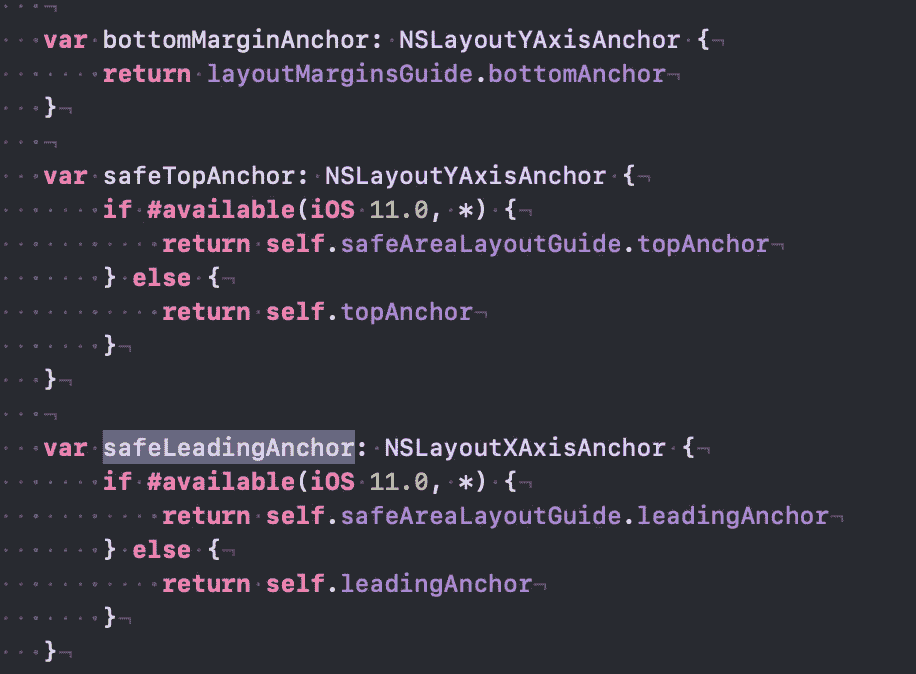 var bottomMarginAnchor: NSLayoutYAxisAnchor {
return layoutMarginsGuide.bottomAnchor
}
var safeTopAnchor: NSLayoutYAxisAnchor {
if #available(iOS 11.0, *) {
return self.safeAreaLayoutGuide.topAnchor
} else {
return self.topAnchor
}
}
var safeLeadingAnchor: NSLayoutXAxisAnchor {
if #available(iOS 11.0, *) {
return self.safeAreaLayoutGuide.leadingAnchor
} else {
return self.leadingAnchor
}
}